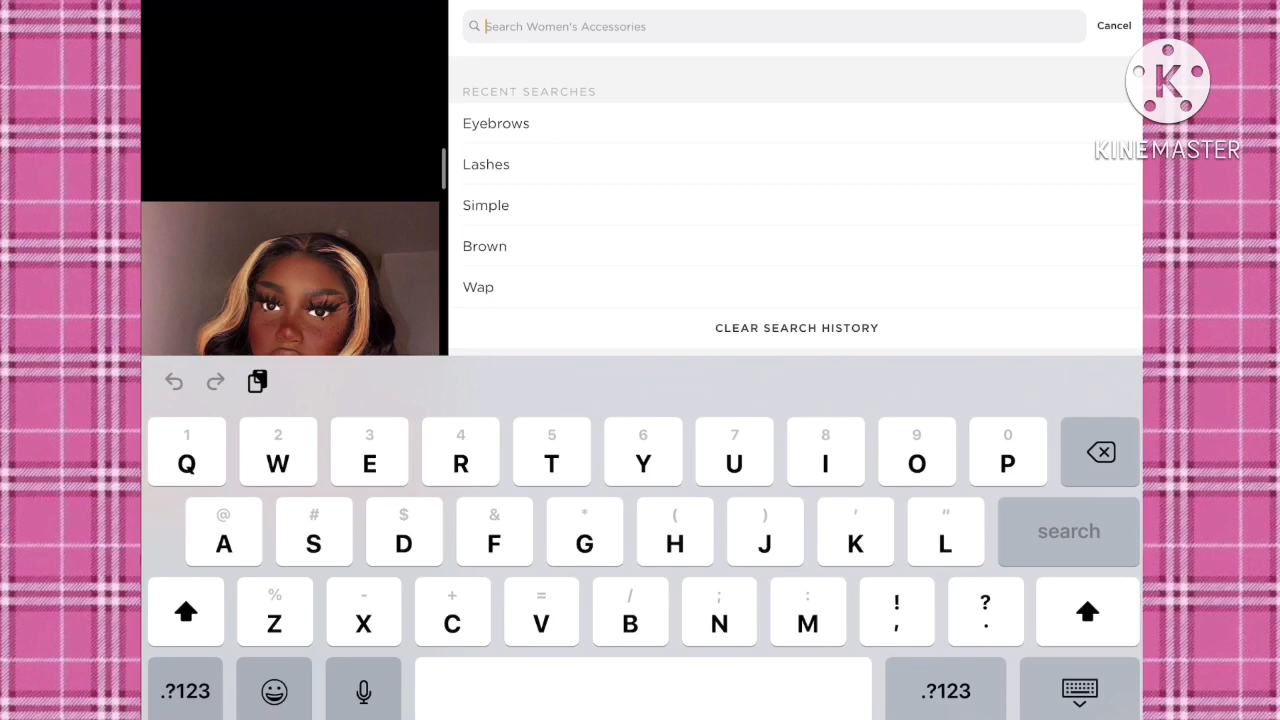 Search Women's Accessories
Cancel
RECENT SEARCHES
Eyebrows
Lashes
Simple
Brown
Wap
CLEAR SEARCH HISTORY
K
KINEMASTER
1 2 3 4 5 6 7 8 9 0
Q W E R T Y U I O P
@ # $ & * ( ) ' "
A S D F G H J K L search
% - + = / ; : ! ?
Z X C V B N M , .
.?123 .?123